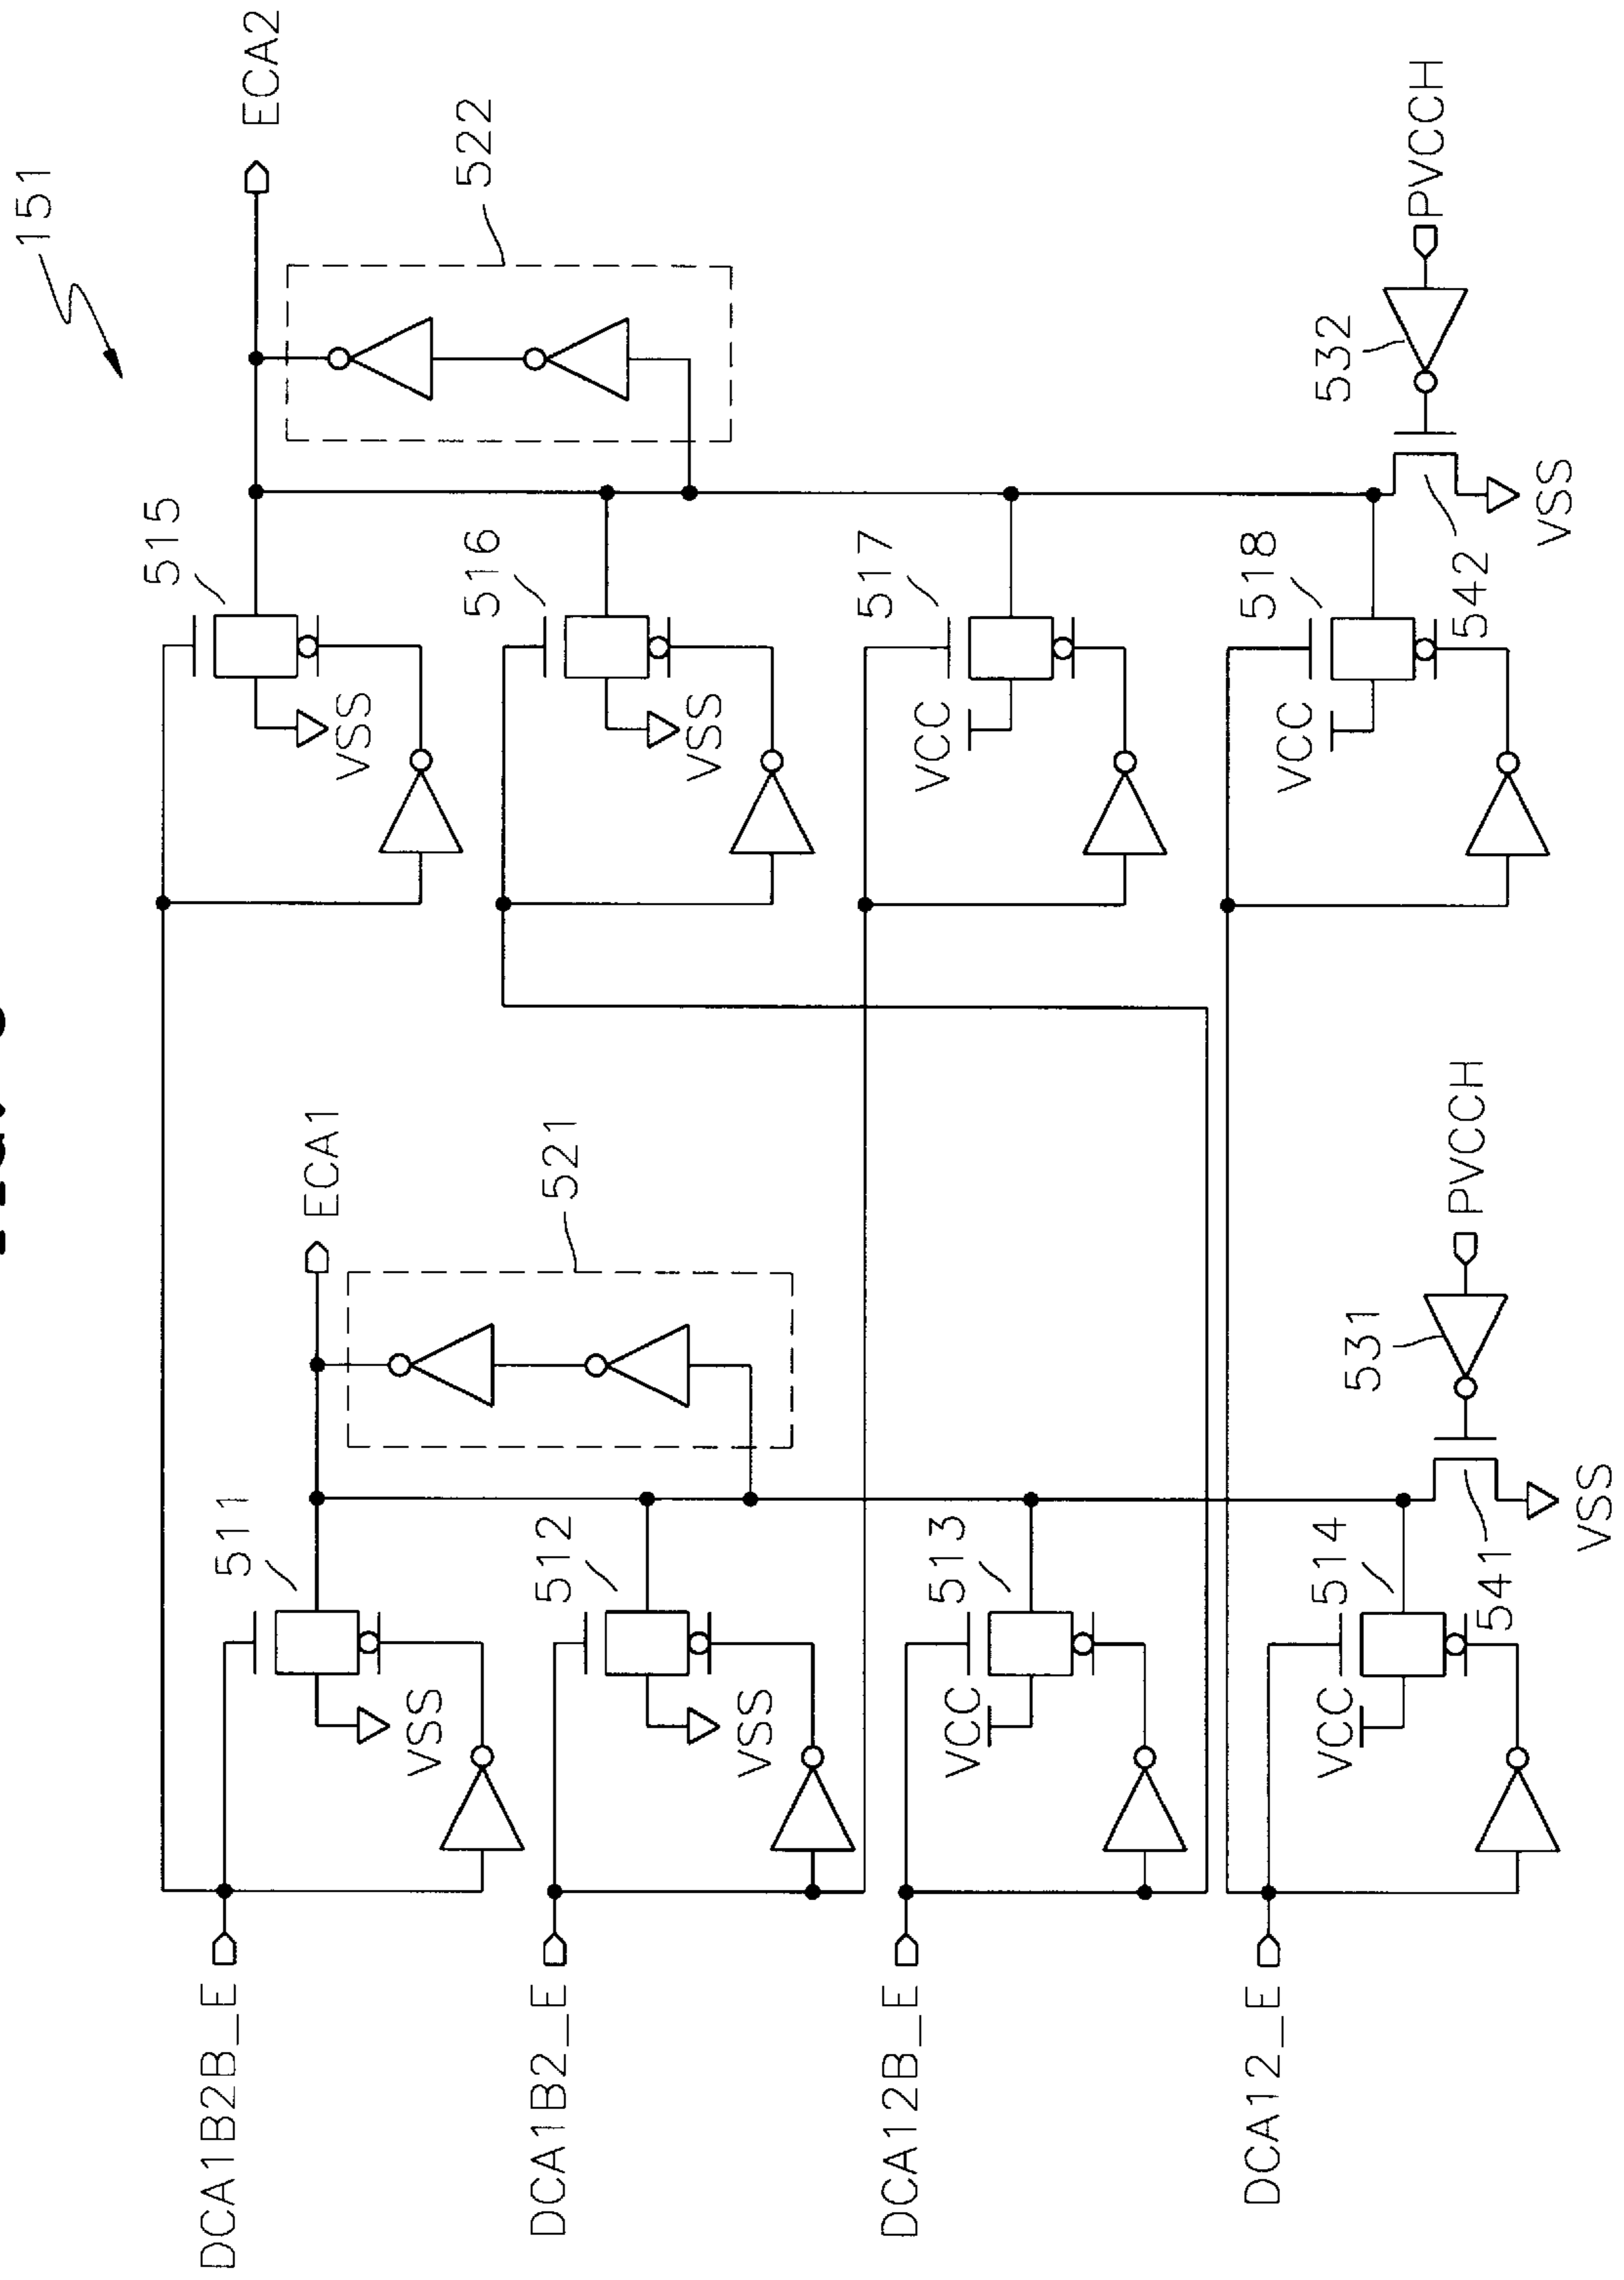 151
ECA2
522
515
VSS
516
VSS
517
VCC
518
VCC
542
VSS
532
PVCCH
ECA1
521
511
VSS
512
VSS
513
VCC
514
VCC
541
VSS
531
PVCCH
DCA1B2B_E
DCA1B2_E
DCA12B_E
DCA12_E